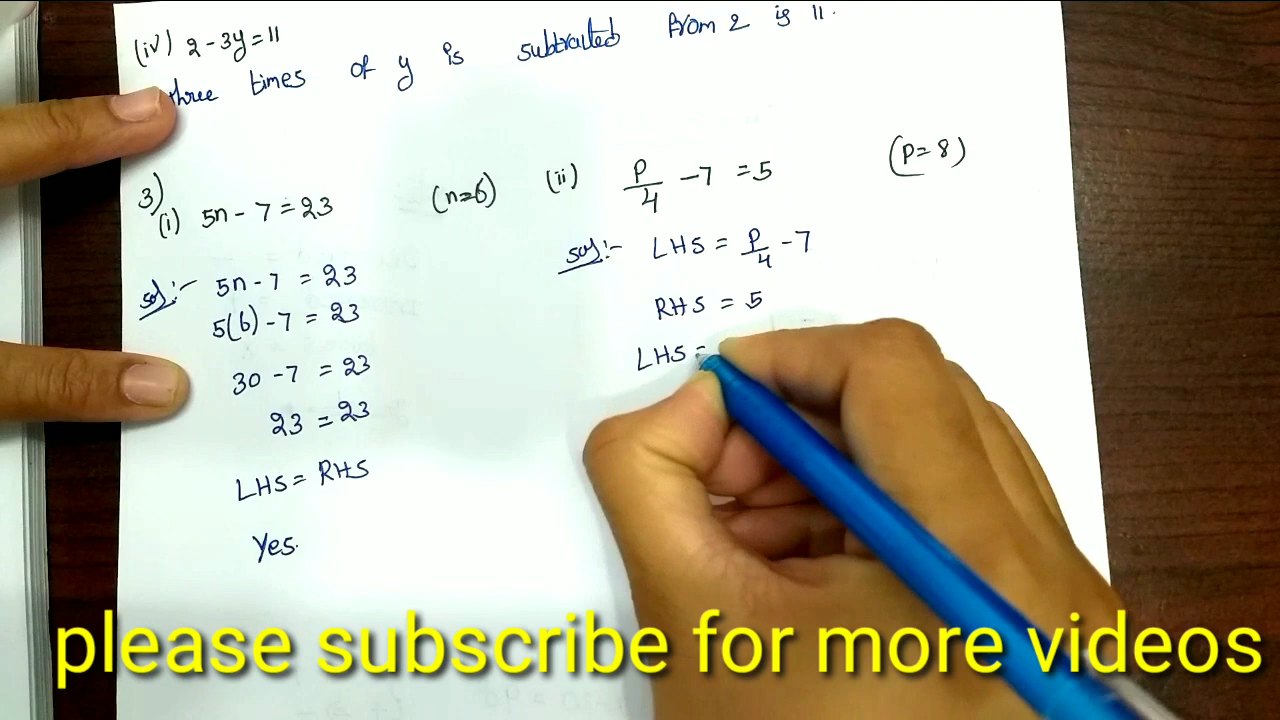 (iv) 2 - 3y = 11
three times of y is subtracted from 2 is 11.
3)
(i) 5n - 7 = 23 (n=6)
sol:- 5n - 7 = 23
5(6) - 7 = 23
30 - 7 = 23
23 = 23
LHS = RHS
Yes.
(ii) P/4 - 7 = 5 (P = 8)
sol:- LHS = P/4 - 7
RHS = 5
LHS =
please subscribe for more videos